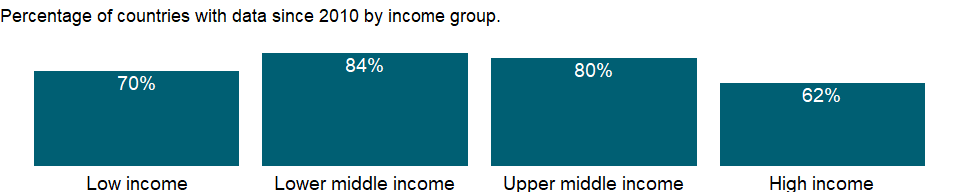 Percentage of countries with data since 2010 by income group.
70%
84%
80%
62%
Low income
Lower middle income
Upper middle income
High income